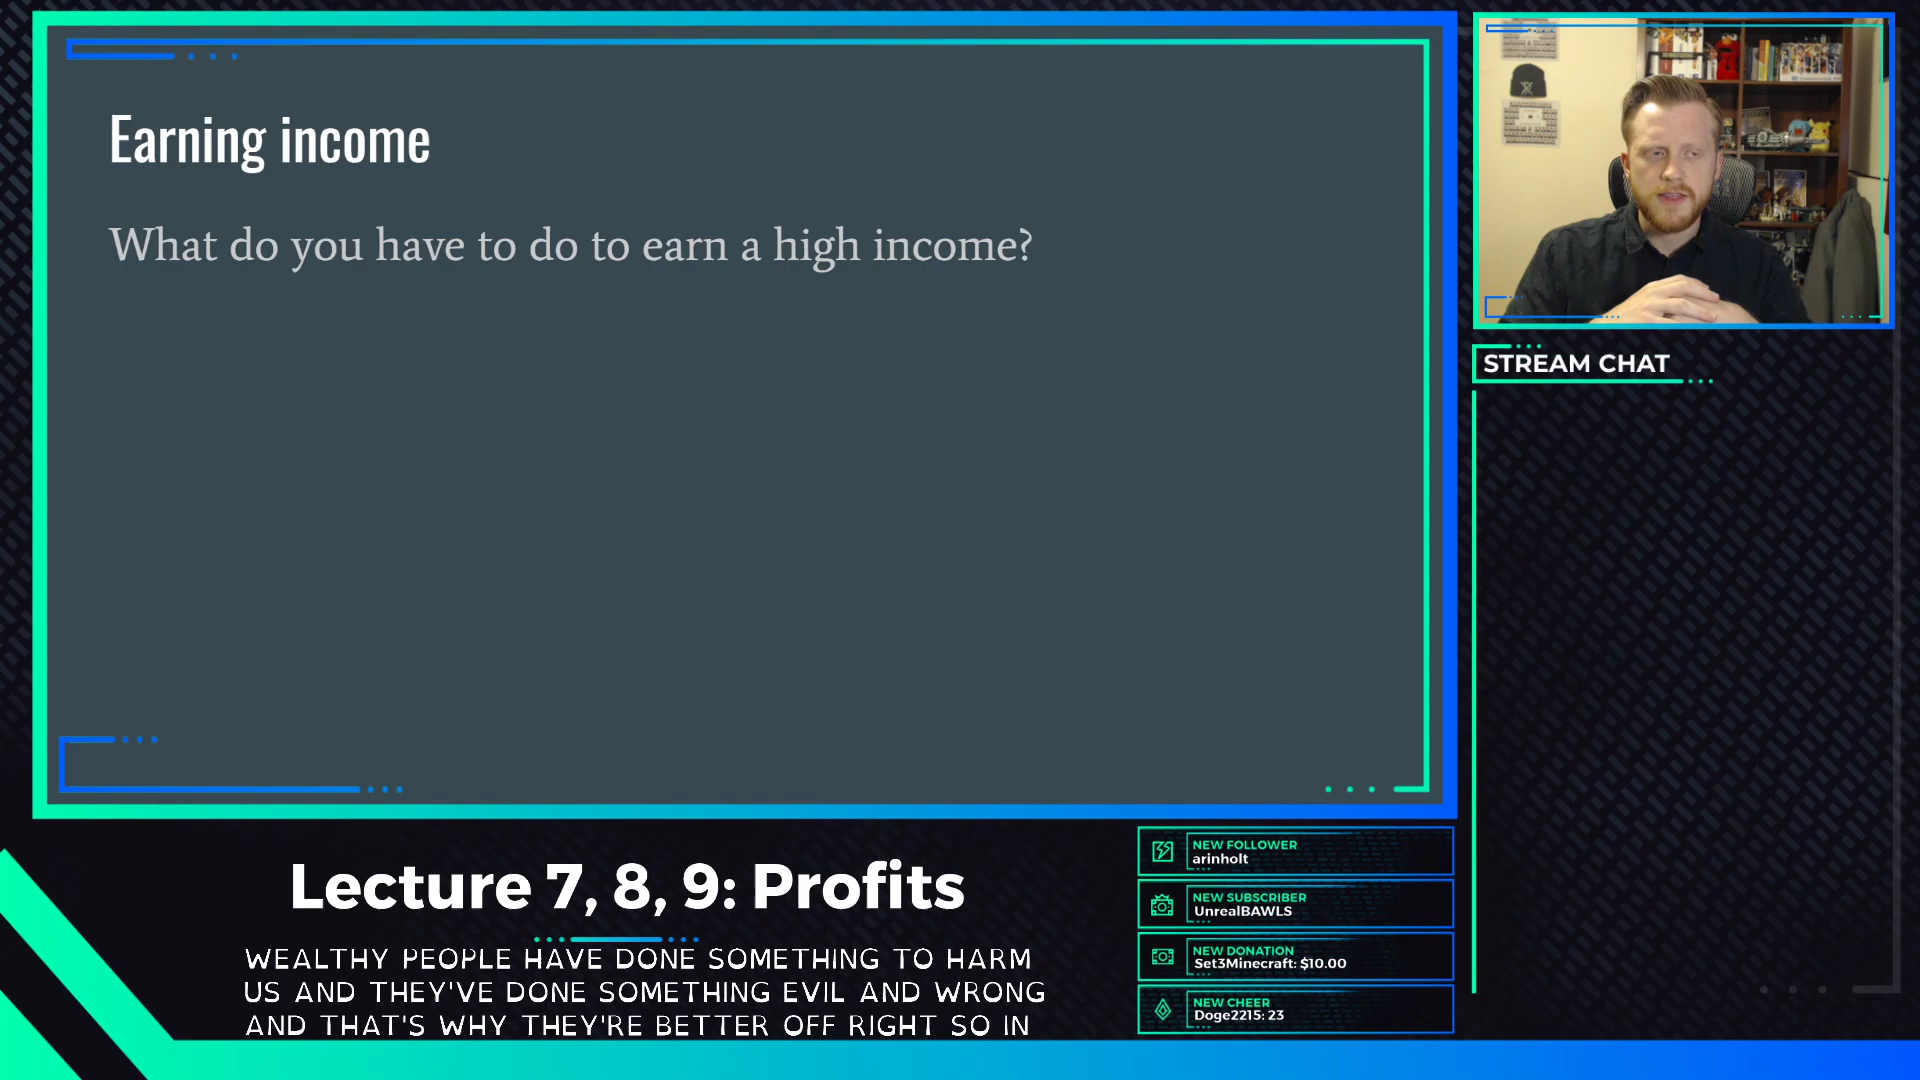 Earning income
What do you have to do to earn a high income?
STREAM CHAT
Lecture 7, 8, 9: Profits
WEALTHY PEOPLE HAVE DONE SOMETHING TO HARM
US AND THEY'VE DONE SOMETHING EVIL AND WRONG
AND THAT'S WHY THEY'RE BETTER OFF RIGHT SO IN
NEW FOLLOWER
arinholt
NEW SUBSCRIBER
UnrealBAWLS
NEW DONATION
Set3Minecraft: $10.00
NEW CHEER
Doge2215: 23